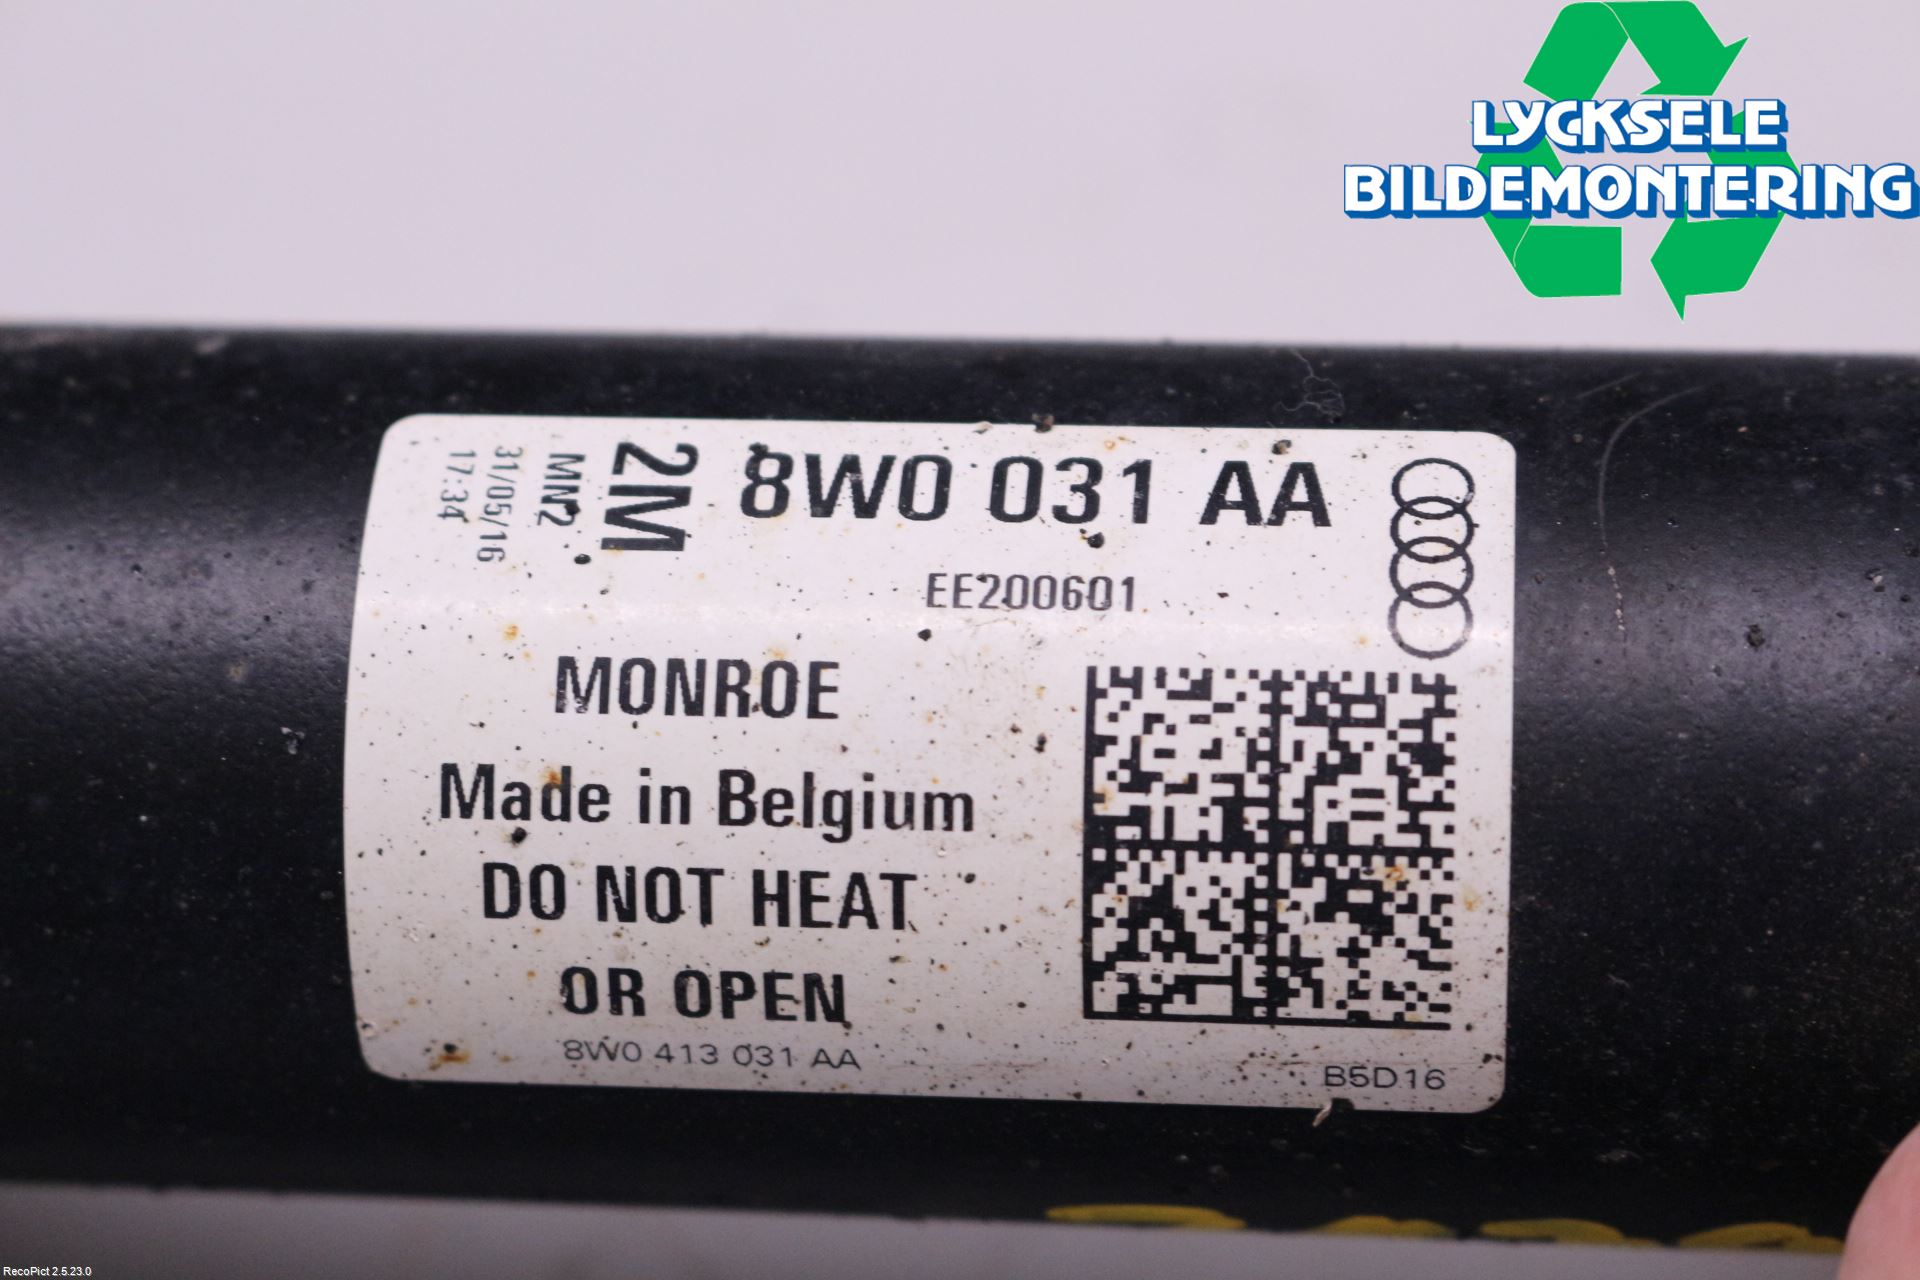 LYCKSELE
BILDEMONTERING
8W0 031 AA
2M
MN2
31/05/16
17:34
EE200601
MONROE
Made in Belgium
DO NOT HEAT
OR OPEN
8W0 413 031 AA
B5D16
RecoPict 2.5.23.0